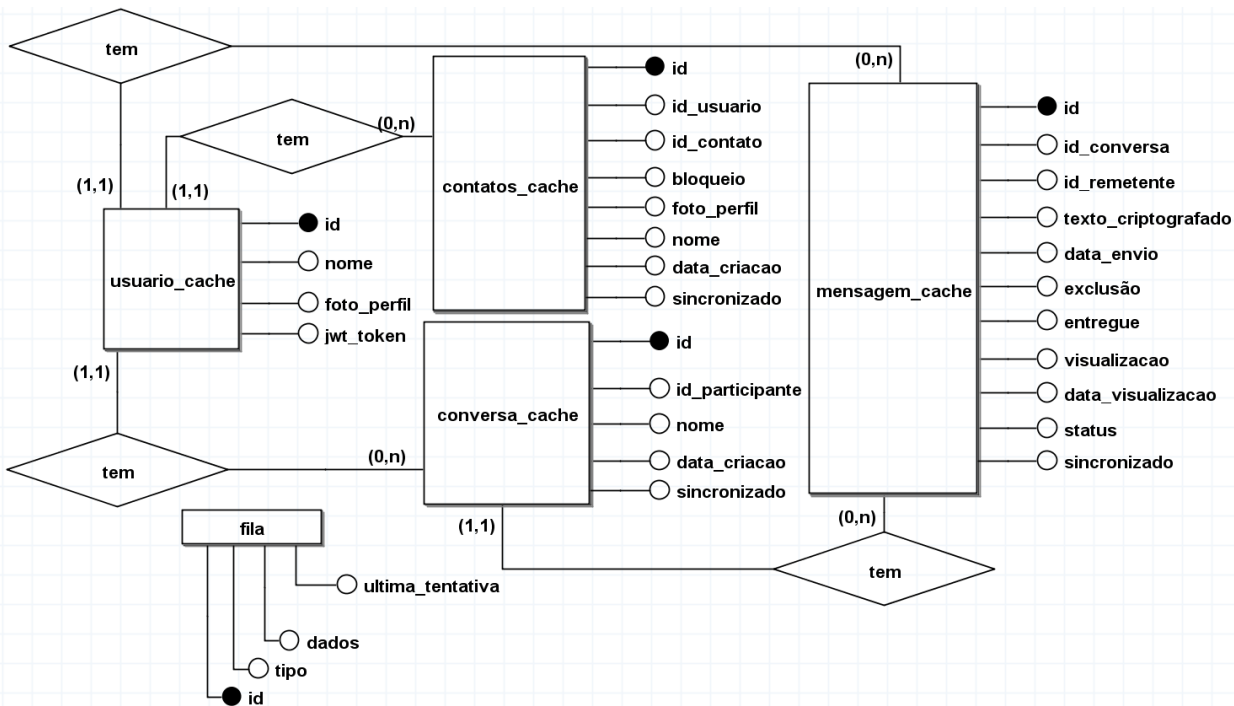 tem
(0,n)
(1,1)
tem
(0,n)
(1,1)
contatos_cache
id
id_usuario
id_contato
bloqueio
foto_perfil
nome
data_criacao
sincronizado
mensagem_cache
id
id_conversa
id_remetente
texto_criptografado
data_envio
exclusão
entregue
visualizacao
data_visualizacao
status
sincronizado
usuario_cache
id
nome
foto_perfil
jwt_token
(1,1)
tem
(0,n)
conversa_cache
id
id_participante
nome
data_criacao
sincronizado
(1,1)
(0,n)
tem
fila
ultima_tentativa
dados
tipo
id